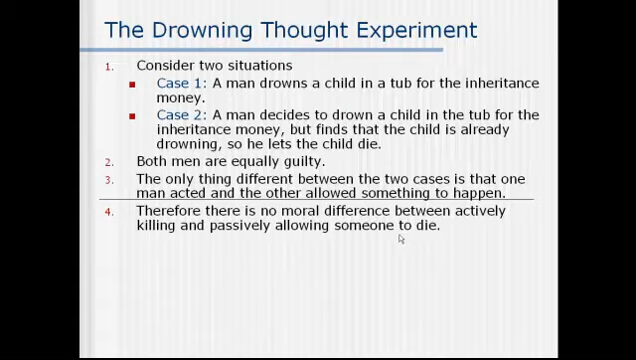 The Drowning Thought Experiment
1. Consider two situations
Case 1: A man drowns a child in a tub for the inheritance
money.
Case 2: A man decides to drown a child in the tub for the
inheritance money, but finds that the child is already
drowning, so he lets the child die.
2. Both men are equally guilty.
3. The only thing different between the two cases is that one
man acted and the other allowed something to happen.
4. Therefore there is no moral difference between actively
killing and passively allowing someone to die.